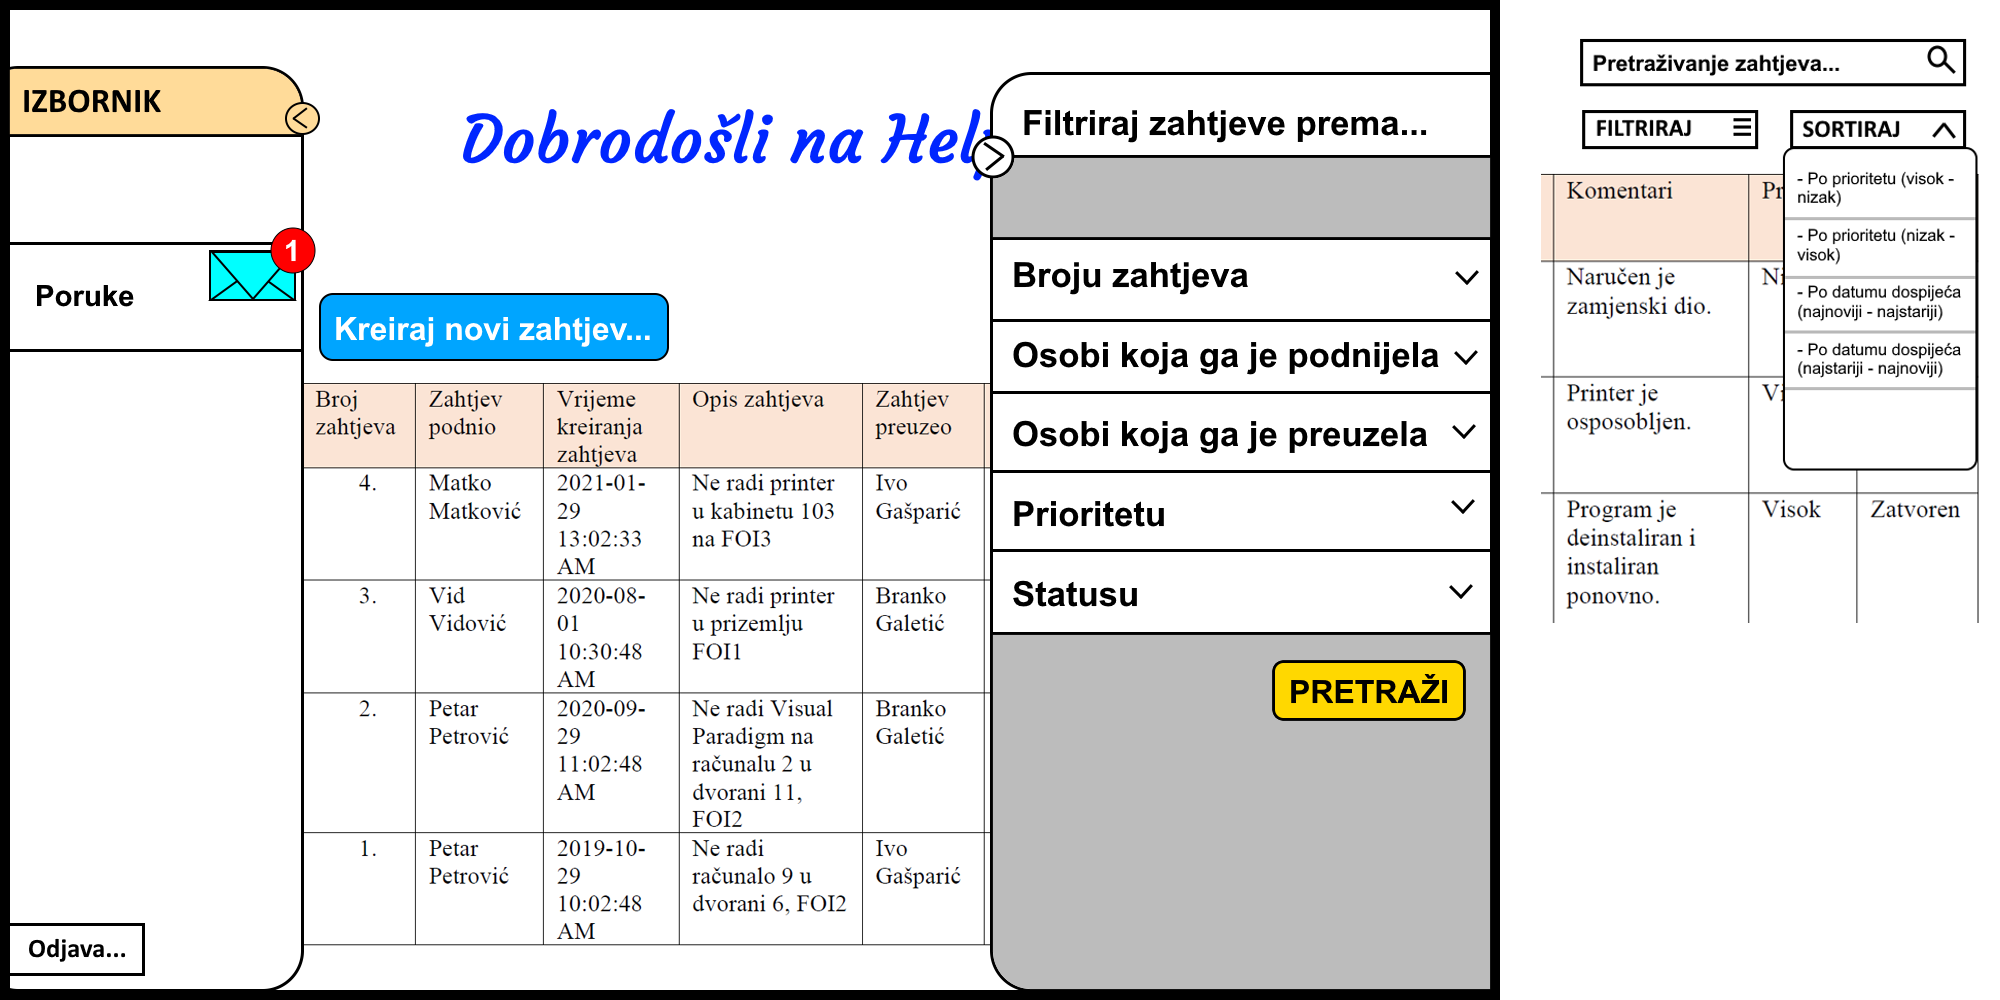 IZBORNIK
Poruke
1
Odjava...
Dobrodošli na Help
Kreiraj novi zahtjev...
Broj zahtjeva
Zahtjev podnio
Vrijeme kreiranja zahtjeva
Opis zahtjeva
Zahtjev preuzeo
4.
Matko Matković
2021-01-29 13:02:33 AM
Ne radi printer u kabinetu 103 na FOI3
Ivo Gašparić
3.
Vid Vidović
2020-08-01 10:30:48 AM
Ne radi printer u prizemlju FOI1
Branko Galetić
2.
Petar Petrović
2020-09-29 11:02:48 AM
Ne radi Visual Paradigm na računalu 2 u dvorani 11, FOI2
Branko Galetić
1.
Petar Petrović
2019-10-29 10:02:48 AM
Ne radi računalo 9 u dvorani 6, FOI2
Ivo Gašparić
Filtriraj zahtjeve prema...
Broju zahtjeva
Osobi koja ga je podnijela
Osobi koja ga je preuzela
Prioritetu
Statusu
PRETRAŽI
Pretraživanje zahtjeva...
FILTRIRAJ
SORTIRAJ
- Po prioritetu (visok -
nizak)
- Po prioritetu (nizak -
visok)
- Po datumu dospijeća
(najnoviji - najstariji)
- Po datumu dospijeća
(najstariji - najnoviji)
Komentari
Pr
Naručen je
zamjenski dio.
Ni
Printer je
osposobljen.
Vi
Program je
deinstaliran i
instaliran
ponovno.
Visok
Zatvoren